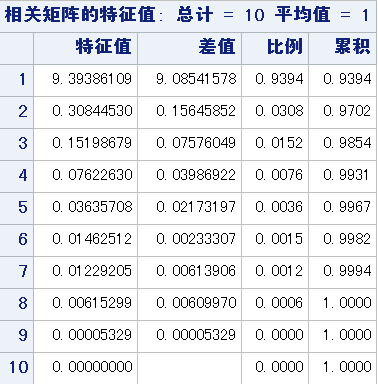 相关矩阵的特征值: 总计 = 10 平均值 = 1
特征值 差值 比例 累积
1 9.39386109 9.08541578 0.9394 0.9394
2 0.30844530 0.15645852 0.0308 0.9702
3 0.15198679 0.07576049 0.0152 0.9854
4 0.07622630 0.03986922 0.0076 0.9931
5 0.03635708 0.02173197 0.0036 0.9967
6 0.01462512 0.00233307 0.0015 0.9982
7 0.01229205 0.00613906 0.0012 0.9994
8 0.00615299 0.00609970 0.0006 1.0000
9 0.00005329 0.00005329 0.0000 1.0000
10 0.00000000 0.0000 1.0000